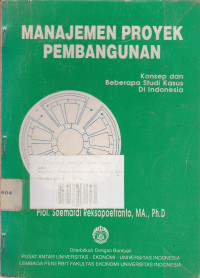 MANAJEMEN PROYEK
PEMBANGUNAN
Konsep dan
Beberapa Studi Kasus
Di Indonesia
Prof. Soemardi Reksopoetranto, MA., Ph.D
Diterbitkan Dengan Bantuan
PUSAT ANTAR UNIVERSITAS - EKONOMI - UNIVERSITAS INDONESIA
LEMBAGA PENERBIT FAKULTAS EKONOMI UNIVERSITAS INDONESIA